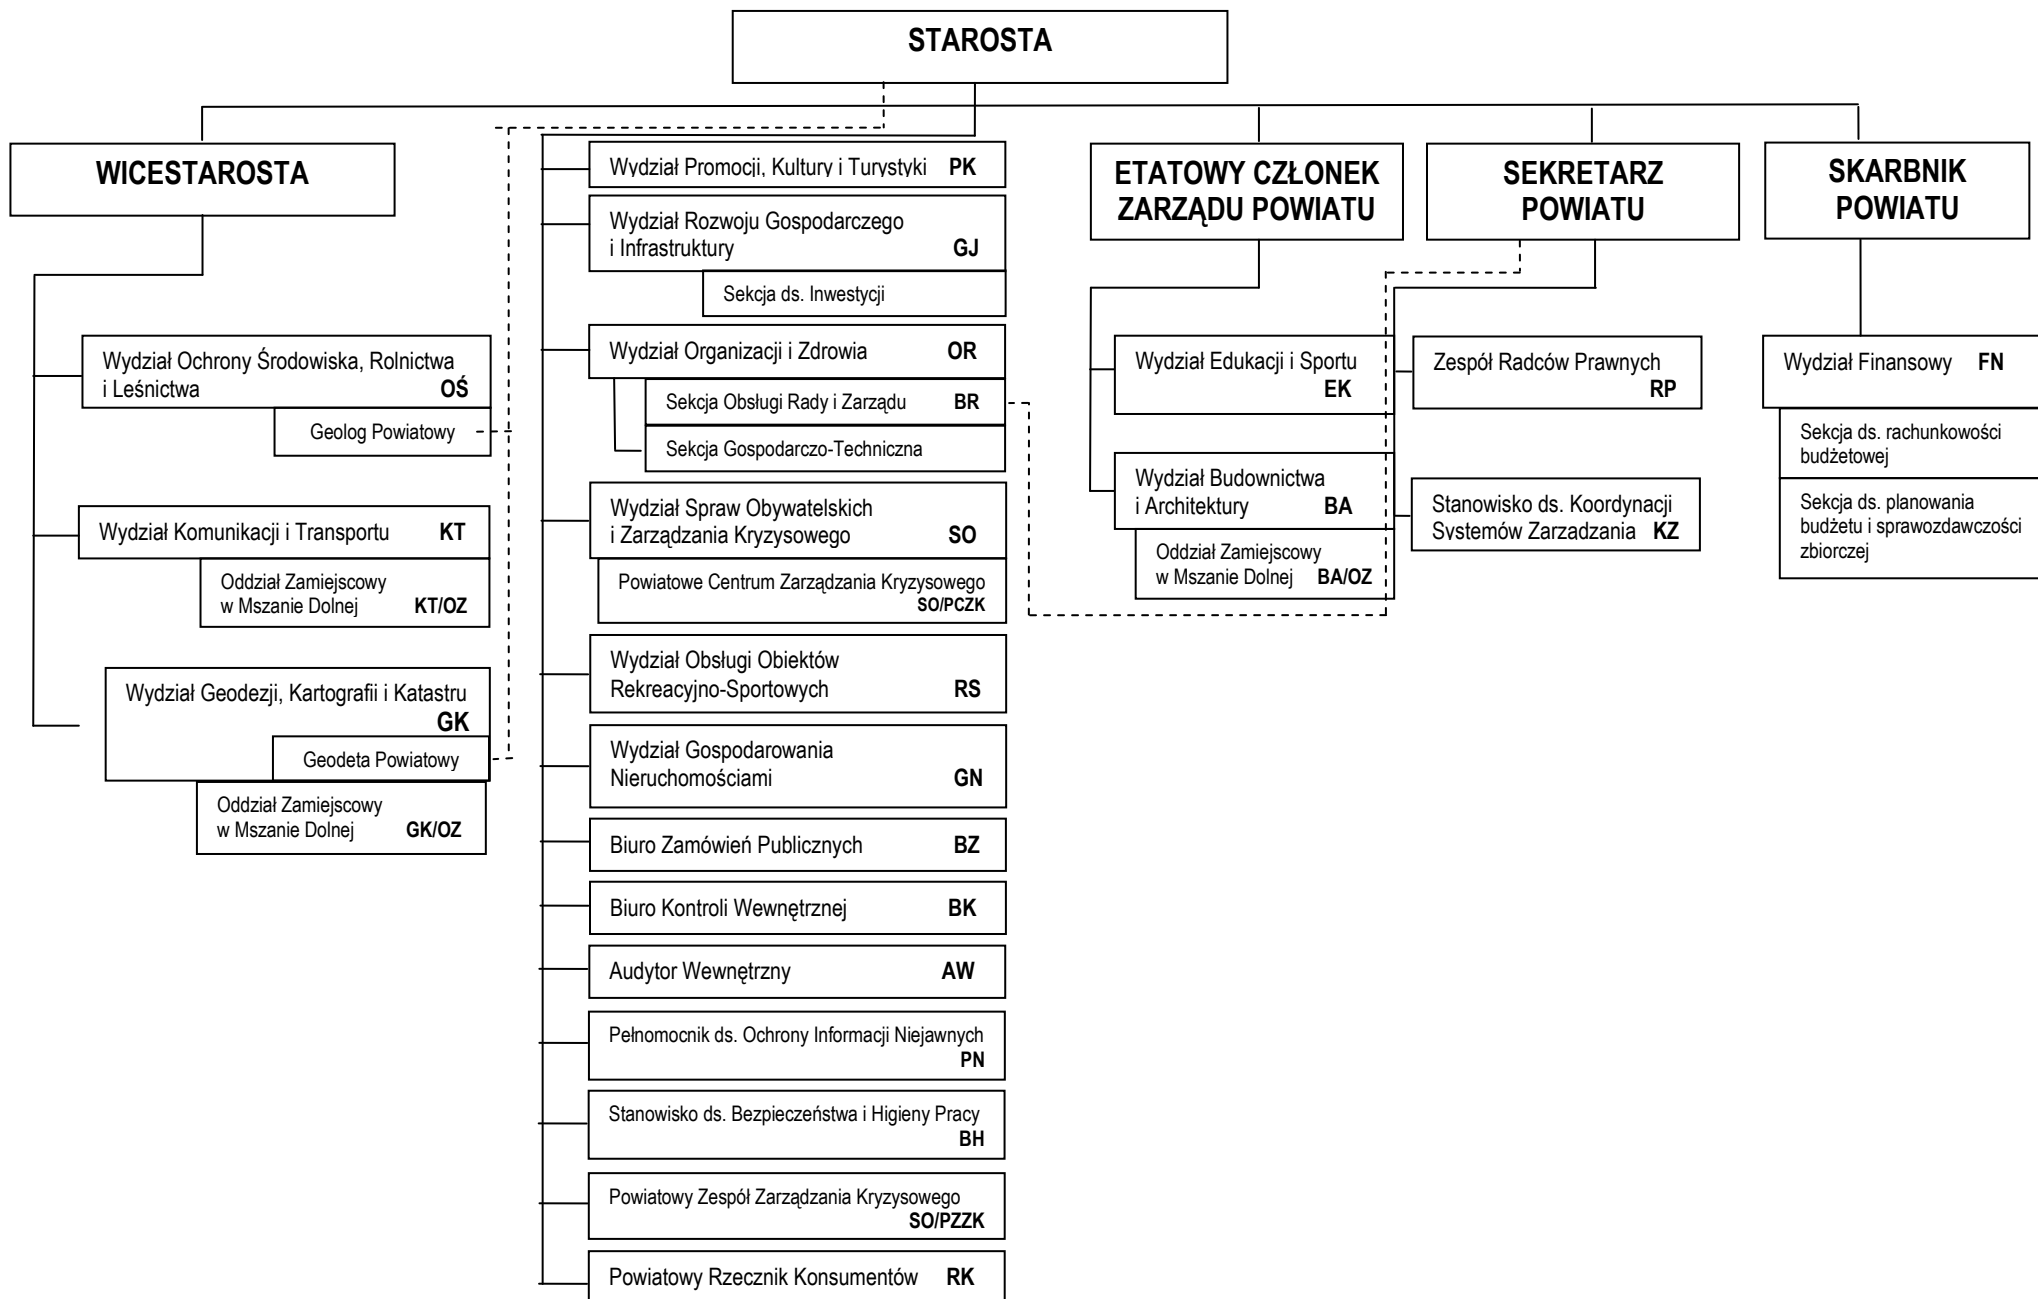 STAROSTA
WICESTAROSTA
Wydział Ochrony Środowiska, Rolnictwa
i Leśnictwa OŚ
Geolog Powiatowy
Wydział Komunikacji i Transportu KT
Oddział Zamiejscowy
w Mszanie Dolnej KT/OZ
Wydział Geodezji, Kartografii i Katastru
GK
Geodeta Powiatowy
Oddział Zamiejscowy
w Mszanie Dolnej GK/OZ
Wydział Promocji, Kultury i Turystyki PK
Wydział Rozwoju Gospodarczego
i Infrastruktury GJ
Sekcja ds. Inwestycji
Wydział Organizacji i Zdrowia OR
Sekcja Obsługi Rady i Zarządu BR
Sekcja Gospodarczo-Techniczna
Wydział Spraw Obywatelskich
i Zarządzania Kryzysowego SO
Powiatowe Centrum Zarządzania Kryzysowego
SO/PCZK
Wydział Obsługi Obiektów
Rekreacyjno-Sportowych RS
Wydział Gospodarowania
Nieruchomościami GN
Biuro Zamówień Publicznych BZ
Biuro Kontroli Wewnętrznej BK
Audytor Wewnętrzny AW
Pełnomocnik ds. Ochrony Informacji Niejawnych
PN
Stanowisko ds. Bezpieczeństwa i Higieny Pracy
BH
Powiatowy Zespół Zarządzania Kryzysowego
SO/PZZK
Powiatowy Rzecznik Konsumentów RK
ETATOWY CZŁONEK
ZARZĄDU POWIATU
Wydział Edukacji i Sportu
EK
Wydział Budownictwa
i Architektury BA
Oddział Zamiejscowy
w Mszanie Dolnej BA/OZ
SEKRETARZ
POWIATU
Zespół Radców Prawnych
RP
Stanowisko ds. Koordynacji
Systemów Zarządzania KZ
SKARBNIK
POWIATU
Wydział Finansowy FN
Sekcja ds. rachunkowości
budżetowej
Sekcja ds. planowania
budżetu i sprawozdawczości
zbiorczej